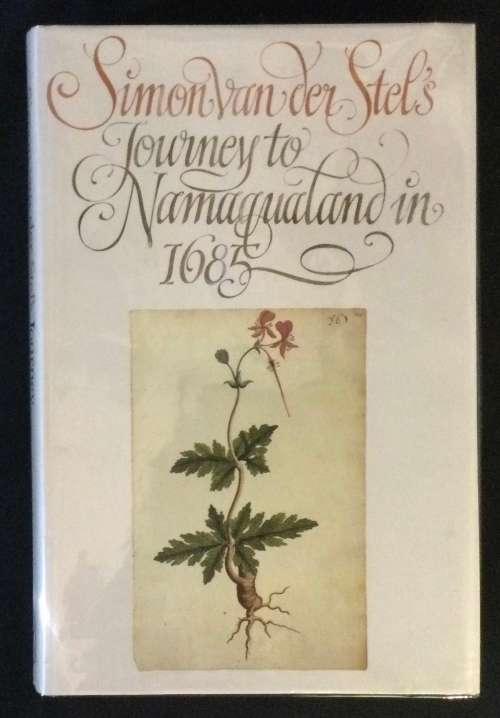 Simon van der Stel's
Journey to
Namaqualand in
1685